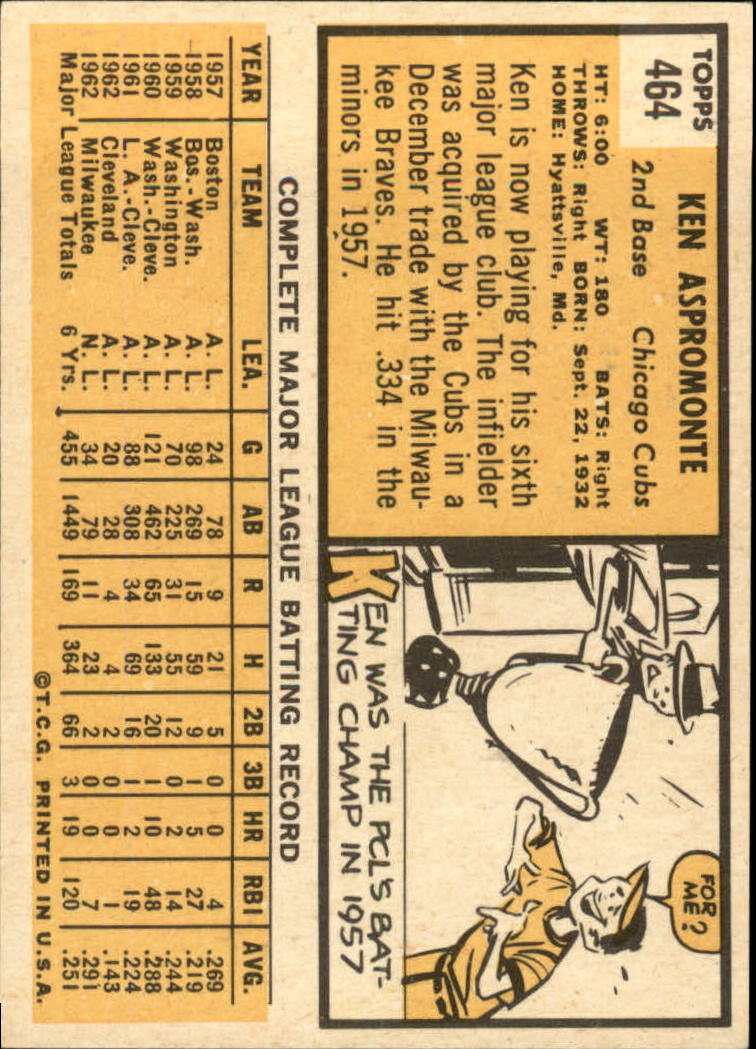 TOPPS
464
KEN ASPROMONTE
2nd Base Chicago Cubs
HT: 6:00 WT: 180 BATS: Right
THROWS: Right BORN: Sept. 22, 1932
HOME: Hyattsville, Md.
Ken is now playing for his sixth
major league club. The infielder
was acquired by the Cubs in a
December trade with the Milwau-
kee Braves. He hit .334 in the
minors in 1957.
FOR
ME?
KEN WAS THE PCL'S BAT-
TING CHAMP IN 1957
COMPLETE MAJOR LEAGUE BATTING RECORD
YEAR TEAM LEA. G AB R H 2B 3B HR RBI AVG.
1957 Boston A. L. 24 78 9 21 5 0 0 4 .269
1958 Bos.-Wash. A. L. 98 269 15 59 9 1 5 27 .219
1959 Washington A. L. 70 225 31 55 12 0 2 14 .244
1960 Wash.-Cleve. A. L. 121 462 65 133 20 1 10 48 .288
1961 L. A.-Cleve. A. L. 88 308 34 69 16 1 2 19 .224
1962 Cleveland A. L. 20 28 4 4 2 0 0 1 .143
1962 Milwaukee N. L. 34 79 11 23 2 0 0 7 .291
Major League Totals 6 Yrs. 455 1449 169 364 66 3 19 120 .251
©T.C.G. PRINTED IN U.S.A.